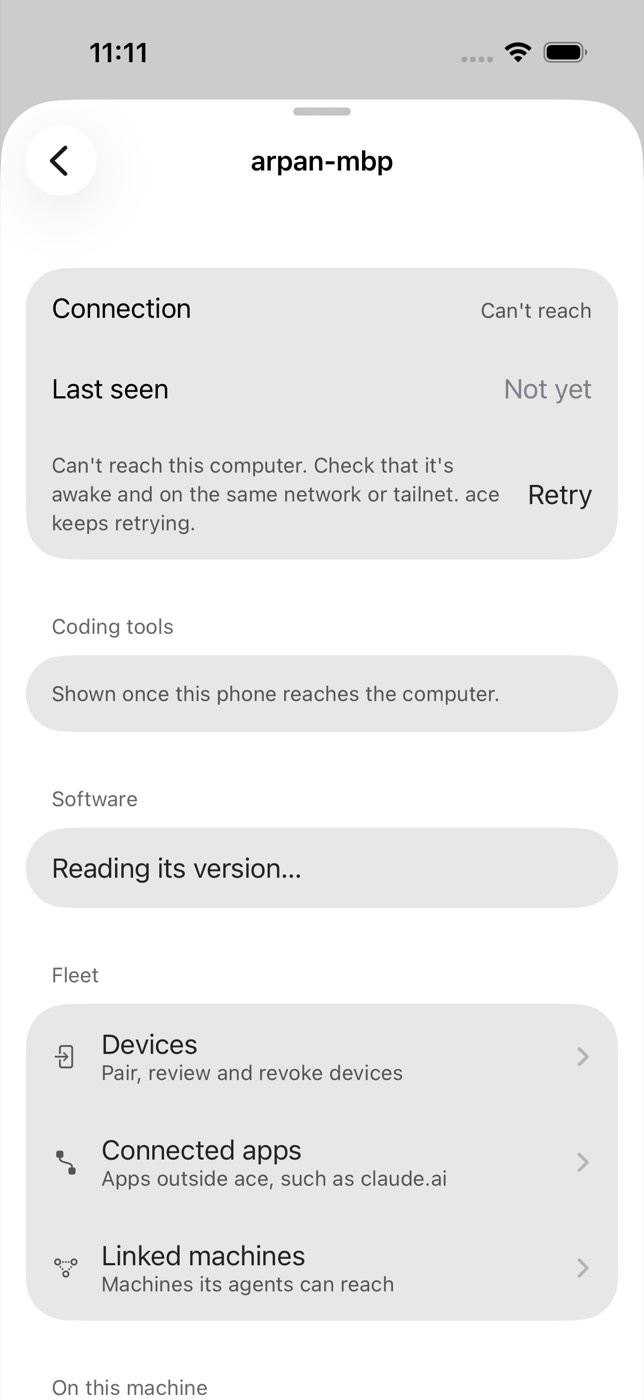 11:11
arpan-mbp
Connection
Can't reach
Last seen
Not yet
Can't reach this computer. Check that it's
awake and on the same network or tailnet. ace
keeps retrying.
Retry
Coding tools
Shown once this phone reaches the computer.
Software
Reading its version...
Fleet
Devices
Pair, review and revoke devices
Connected apps
Apps outside ace, such as claude.ai
Linked machines
Machines its agents can reach
On this machine